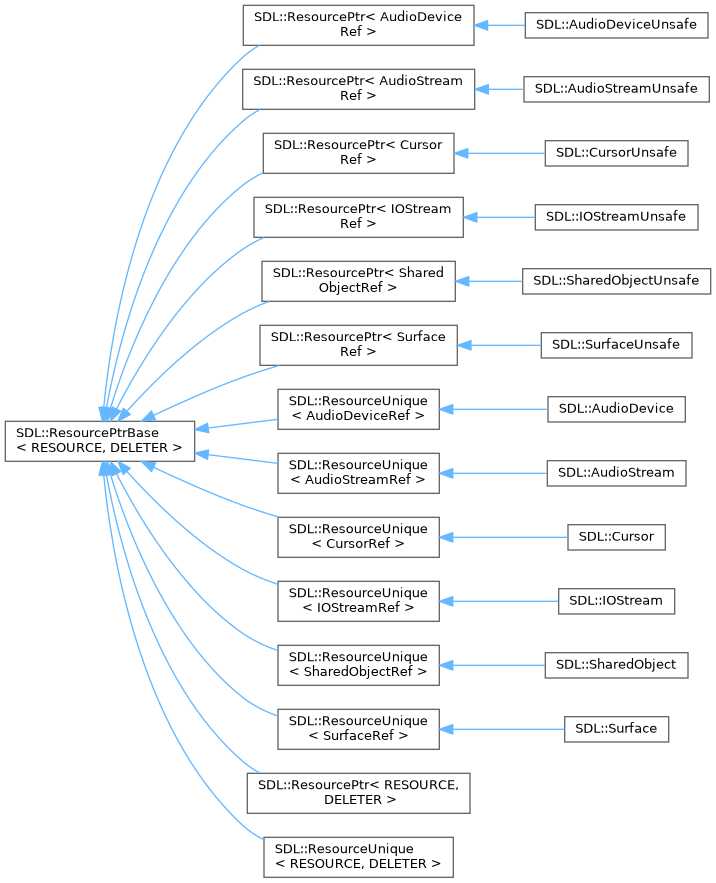 SDL::ResourcePtr< AudioDevice
Ref >
SDL::AudioDeviceUnsafe
SDL::ResourcePtr< AudioStream
Ref >
SDL::AudioStreamUnsafe
SDL::ResourcePtr< Cursor
Ref >
SDL::CursorUnsafe
SDL::ResourcePtr< IOStream
Ref >
SDL::IOStreamUnsafe
SDL::ResourcePtr< Shared
ObjectRef >
SDL::SharedObjectUnsafe
SDL::ResourcePtr< Surface
Ref >
SDL::SurfaceUnsafe
SDL::ResourceUnique
< AudioDeviceRef >
SDL::AudioDevice
SDL::ResourcePtrBase
< RESOURCE, DELETER >
SDL::ResourceUnique
< AudioStreamRef >
SDL::AudioStream
SDL::ResourceUnique
< CursorRef >
SDL::Cursor
SDL::ResourceUnique
< IOStreamRef >
SDL::IOStream
SDL::ResourceUnique
< SharedObjectRef >
SDL::SharedObject
SDL::ResourceUnique
< SurfaceRef >
SDL::Surface
SDL::ResourcePtr< RESOURCE,
DELETER >
SDL::ResourceUnique
< RESOURCE, DELETER >